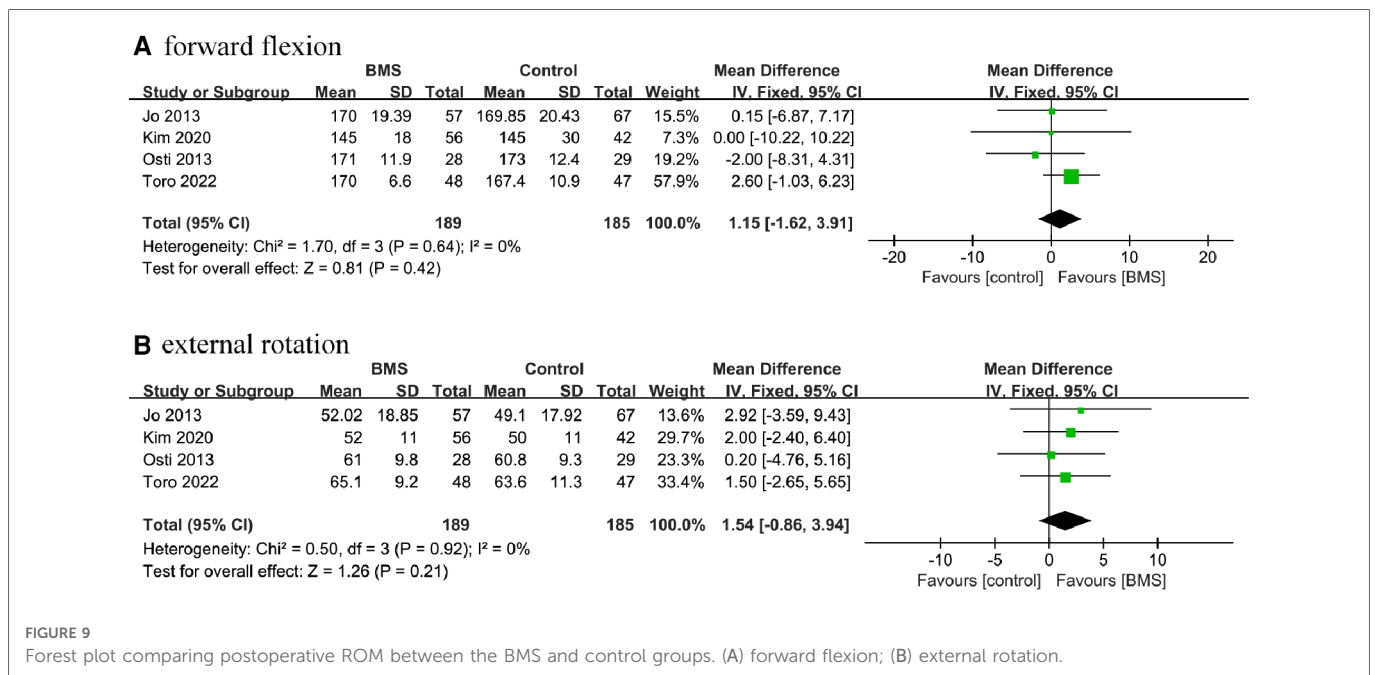 A forward flexion
BMS Control Mean Difference Mean Difference
Study or Subgroup Mean SD Total Mean SD Total Weight IV, Fixed, 95% CI IV, Fixed, 95% CI
Jo 2013 170 19.39 57 169.85 20.43 67 15.5% 0.15 [-6.87, 7.17]
Kim 2020 145 18 56 145 30 42 7.3% 0.00 [-10.22, 10.22]
Osti 2013 171 11.9 28 173 12.4 29 19.2% -2.00 [-8.31, 4.31]
Toro 2022 170 6.6 48 167.4 10.9 47 57.9% 2.60 [-1.03, 6.23]
Total (95% CI) 189 185 100.0% 1.15 [-1.62, 3.91]
Heterogeneity: Chi² = 1.70, df = 3 (P = 0.64); I² = 0%
Test for overall effect: Z = 0.81 (P = 0.42)
-20 -10 0 10 20
Favours [control] Favours [BMS]
B external rotation
BMS Control Mean Difference Mean Difference
Study or Subgroup Mean SD Total Mean SD Total Weight IV, Fixed, 95% CI IV, Fixed, 95% CI
Jo 2013 52.02 18.85 57 49.1 17.92 67 13.6% 2.92 [-3.59, 9.43]
Kim 2020 52 11 56 50 11 42 29.7% 2.00 [-2.40, 6.40]
Osti 2013 61 9.8 28 60.8 9.3 29 23.3% 0.20 [-4.76, 5.16]
Toro 2022 65.1 9.2 48 63.6 11.3 47 33.4% 1.50 [-2.65, 5.65]
Total (95% CI) 189 185 100.0% 1.54 [-0.86, 3.94]
Heterogeneity: Chi² = 0.50, df = 3 (P = 0.92); I² = 0%
Test for overall effect: Z = 1.26 (P = 0.21)
-10 -5 0 5 10
Favours [control] Favours [BMS]
FIGURE 9
Forest plot comparing postoperative ROM between the BMS and control groups. (A) forward flexion; (B) external rotation.